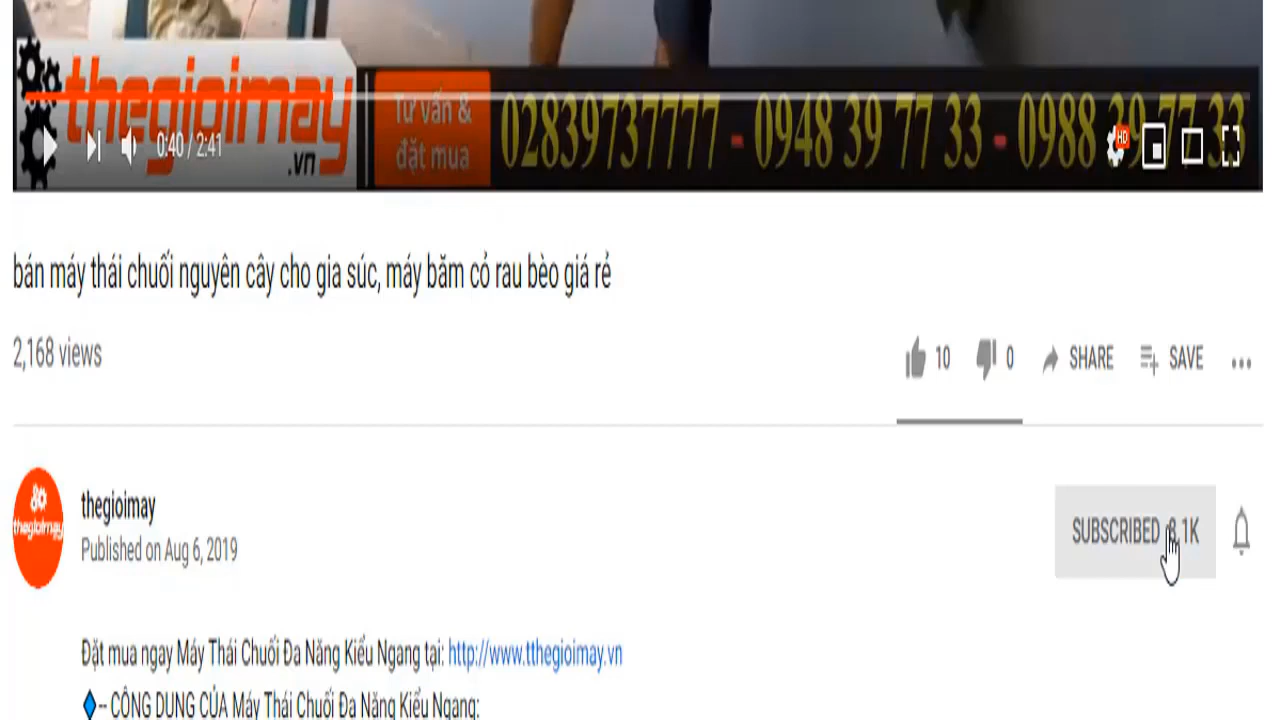 thegioimay
.vn
Tư vấn &
đặt mua
02839737777 - 0948 39 77 33 - 0988 39 77 33
0:40 / 2:41
HD
bán máy thái chuối nguyên cây cho gia súc, máy băm cỏ rau bèo giá rẻ
2,168 views
10 0 SHARE SAVE
thegioimay
thegioimay
Published on Aug 6, 2019
SUBSCRIBED
Đặt mua ngay Máy Thái Chuối Đa Năng Kiểu Ngang tại: http://www.tthegioimay.vn
-- CÔNG DỤNG CỦA Máy Thái Chuối Đa Năng Kiểu Ngang: